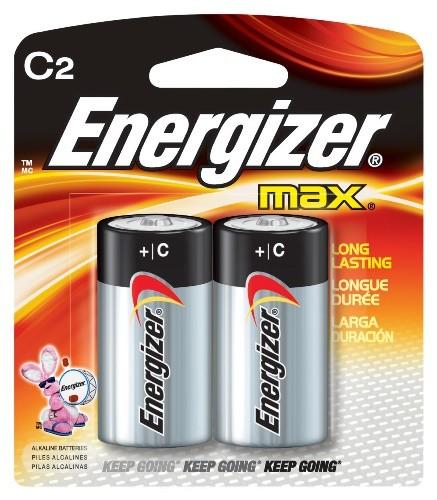 C2
Energizer®
TM
MC
max®
+|C
+|C
LONG
LASTING
LONGUE
DURÉE
LARGA
DURACIÓN
Energizer
Energizer
Energizer
ALKALINE BATTERIES
PILES ALCALINES
PILAS ALCALINAS
KEEP GOING® KEEP GOING® KEEP GOING®